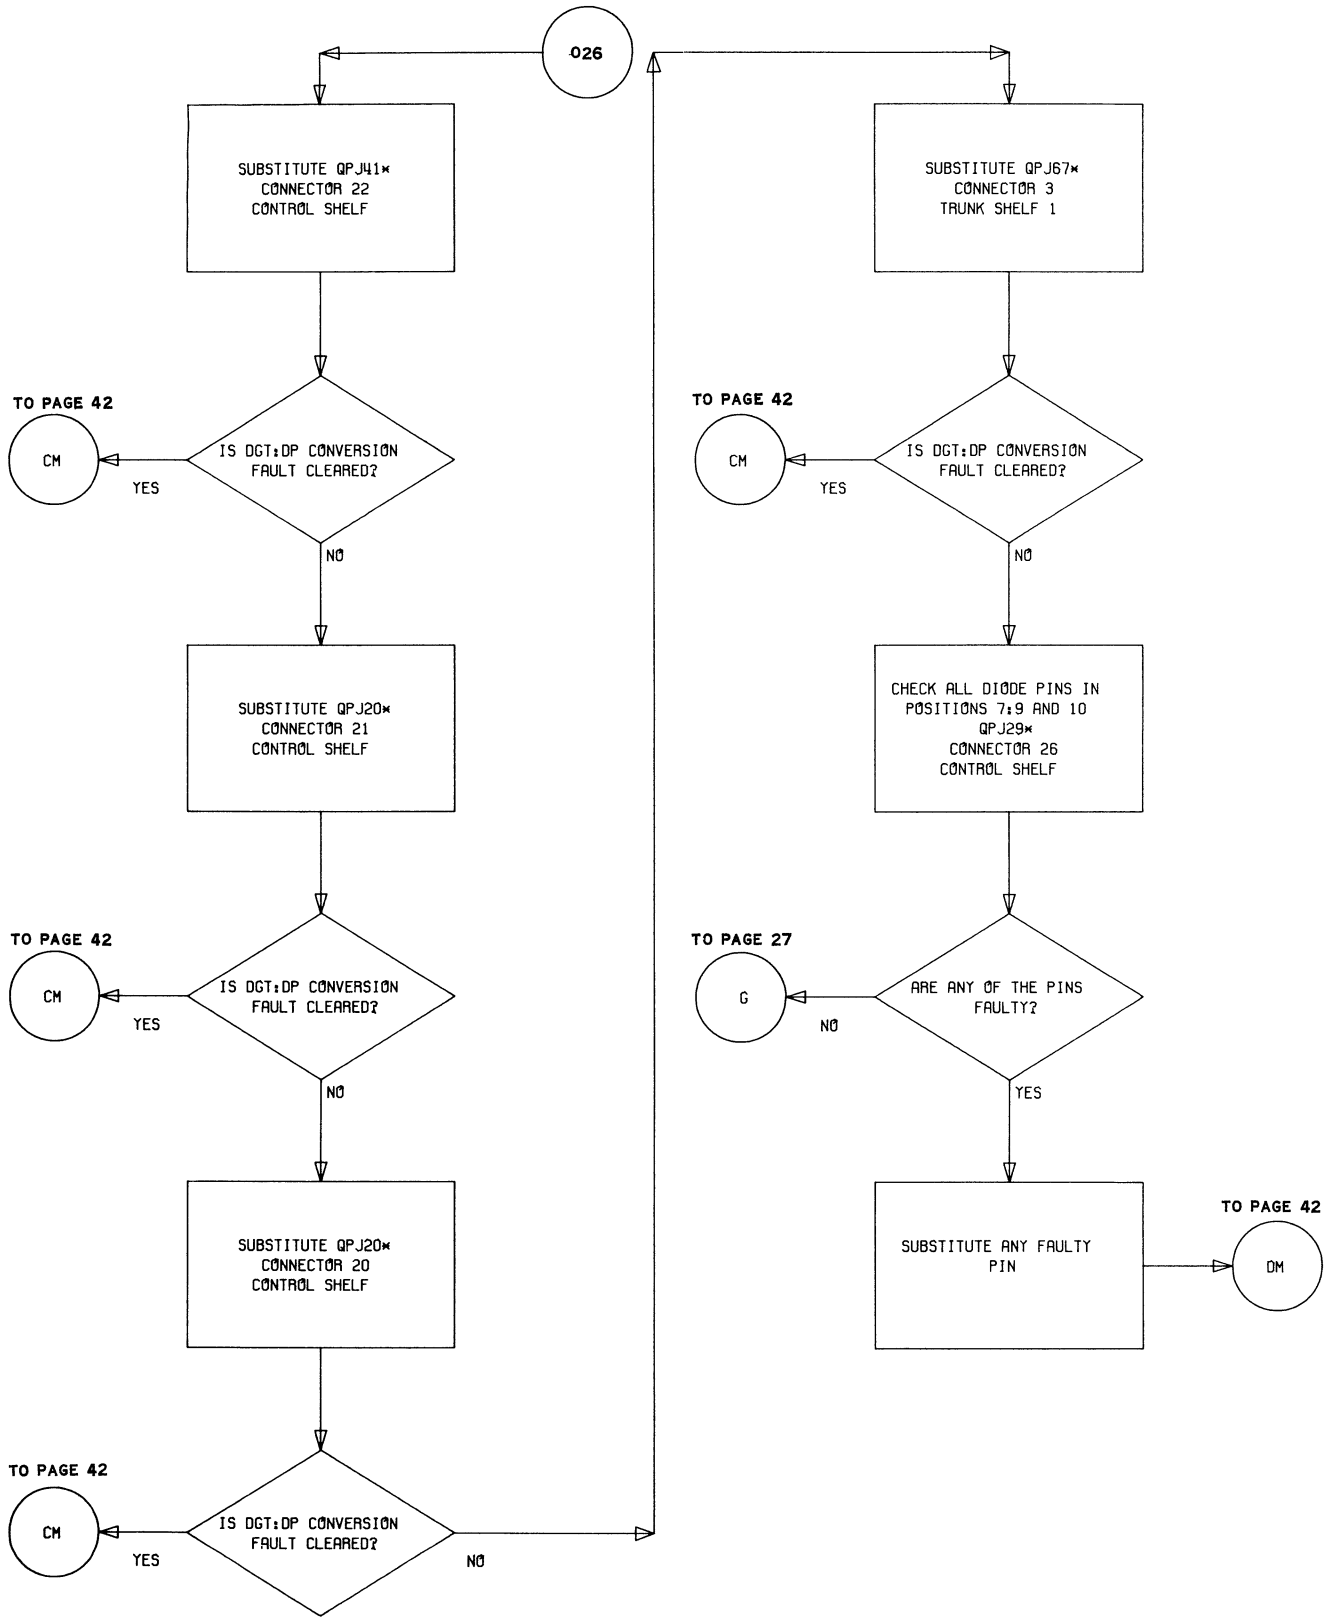 026
SUBSTITUTE QPJ41*
CONNECTOR 22
CONTROL SHELF
TO PAGE 42
CM
YES
IS DGT:DP CONVERSION
FAULT CLEARED?
NO
SUBSTITUTE QPJ20*
CONNECTOR 21
CONTROL SHELF
TO PAGE 42
CM
YES
IS DGT:DP CONVERSION
FAULT CLEARED?
NO
SUBSTITUTE QPJ20*
CONNECTOR 20
CONTROL SHELF
TO PAGE 42
CM
YES
IS DGT:DP CONVERSION
FAULT CLEARED?
NO
SUBSTITUTE QPJ67*
CONNECTOR 3
TRUNK SHELF 1
TO PAGE 42
CM
YES
IS DGT:DP CONVERSION
FAULT CLEARED?
NO
CHECK ALL DIODE PINS IN
POSITIONS 7:9 AND 10
QPJ29*
CONNECTOR 26
CONTROL SHELF
TO PAGE 27
G
NO
ARE ANY OF THE PINS
FAULTY?
YES
SUBSTITUTE ANY FAULTY
PIN
TO PAGE 42
DM